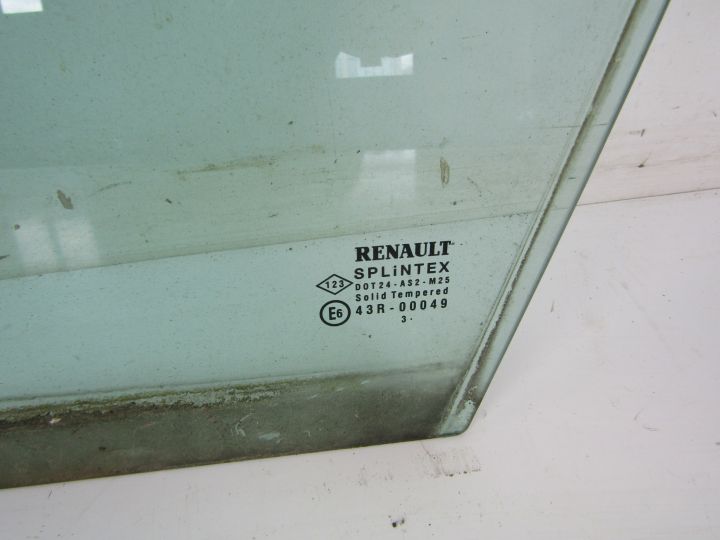 RENAULT
SPLiNTEX
123 DOT24-AS2-M25
Solid Tempered
E6 43R-00049
3.